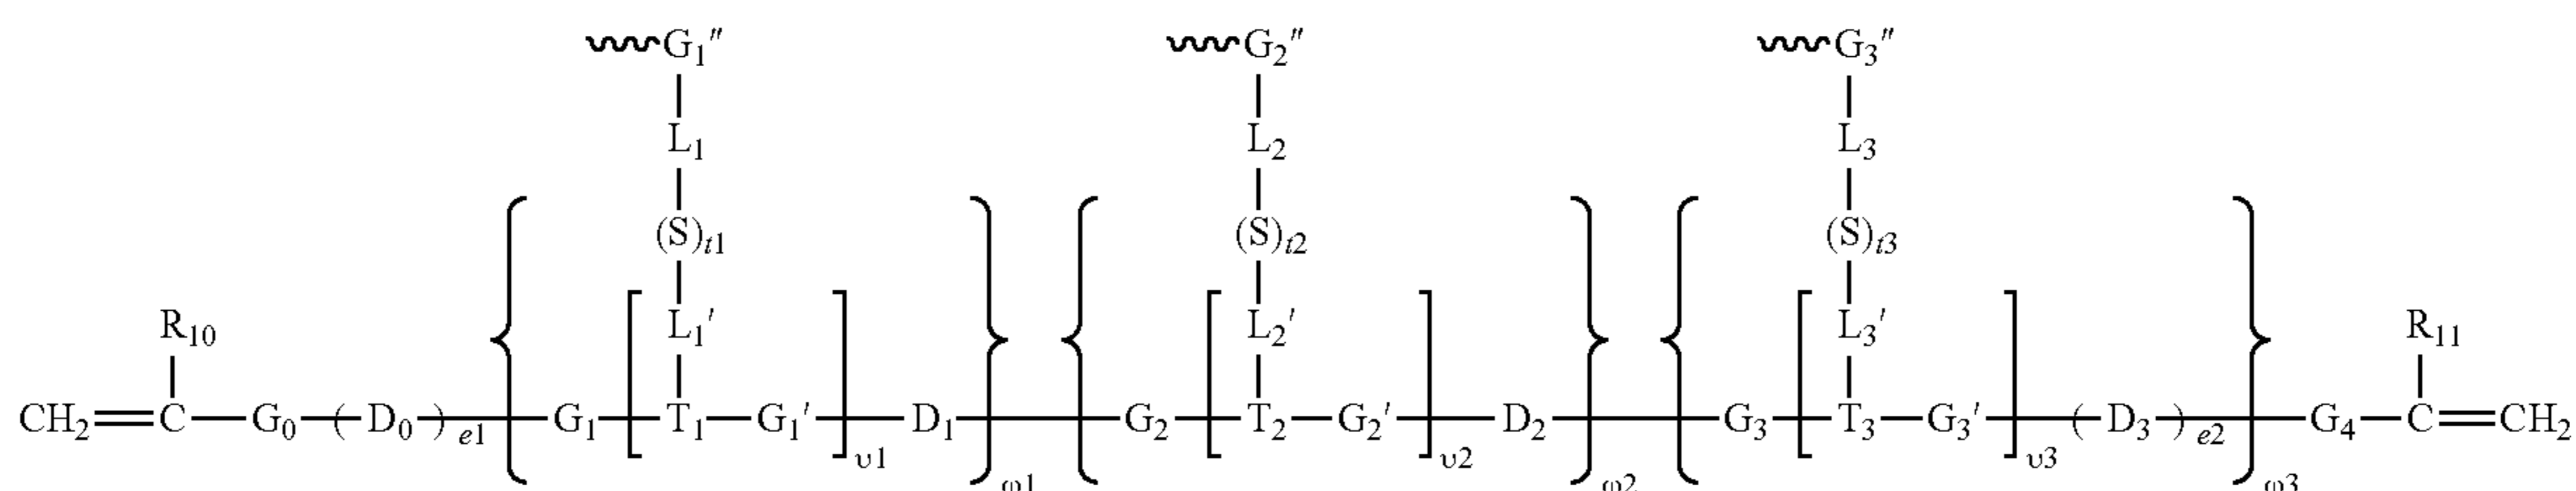 G₁″ G₂″ G₃″
L₁ L₂ L₃
(S)ₜ₁ (S)ₜ₂ (S)ₜ₃
R₁₀ L₁′ L₂′ L₃′ R₁₁
CH₂=C—G₀—(D₀)ₑ₁—{G₁—[T₁—G₁′]υ1—D₁}ω1—{G₂—[T₂—G₂′]υ2—D₂}ω2—{G₃—[T₃—G₃′]υ3—(D₃)ₑ₂}ω3—G₄—C=CH₂